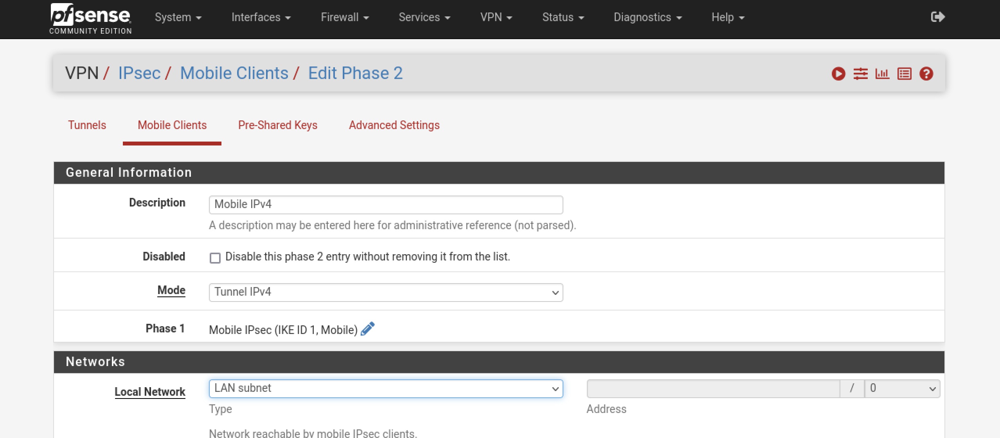 pfsense
COMMUNITY EDITION
System Interfaces Firewall Services VPN Status Diagnostics Help
VPN / IPsec / Mobile Clients / Edit Phase 2
Tunnels Mobile Clients Pre-Shared Keys Advanced Settings
General Information
Description Mobile IPv4
A description may be entered here for administrative reference (not parsed).
Disabled Disable this phase 2 entry without removing it from the list.
Mode Tunnel IPv4
Phase 1 Mobile IPsec (IKE ID 1, Mobile)
Networks
Local Network LAN subnet / 0
Type Address
Network reachable by mobile IPsec clients.